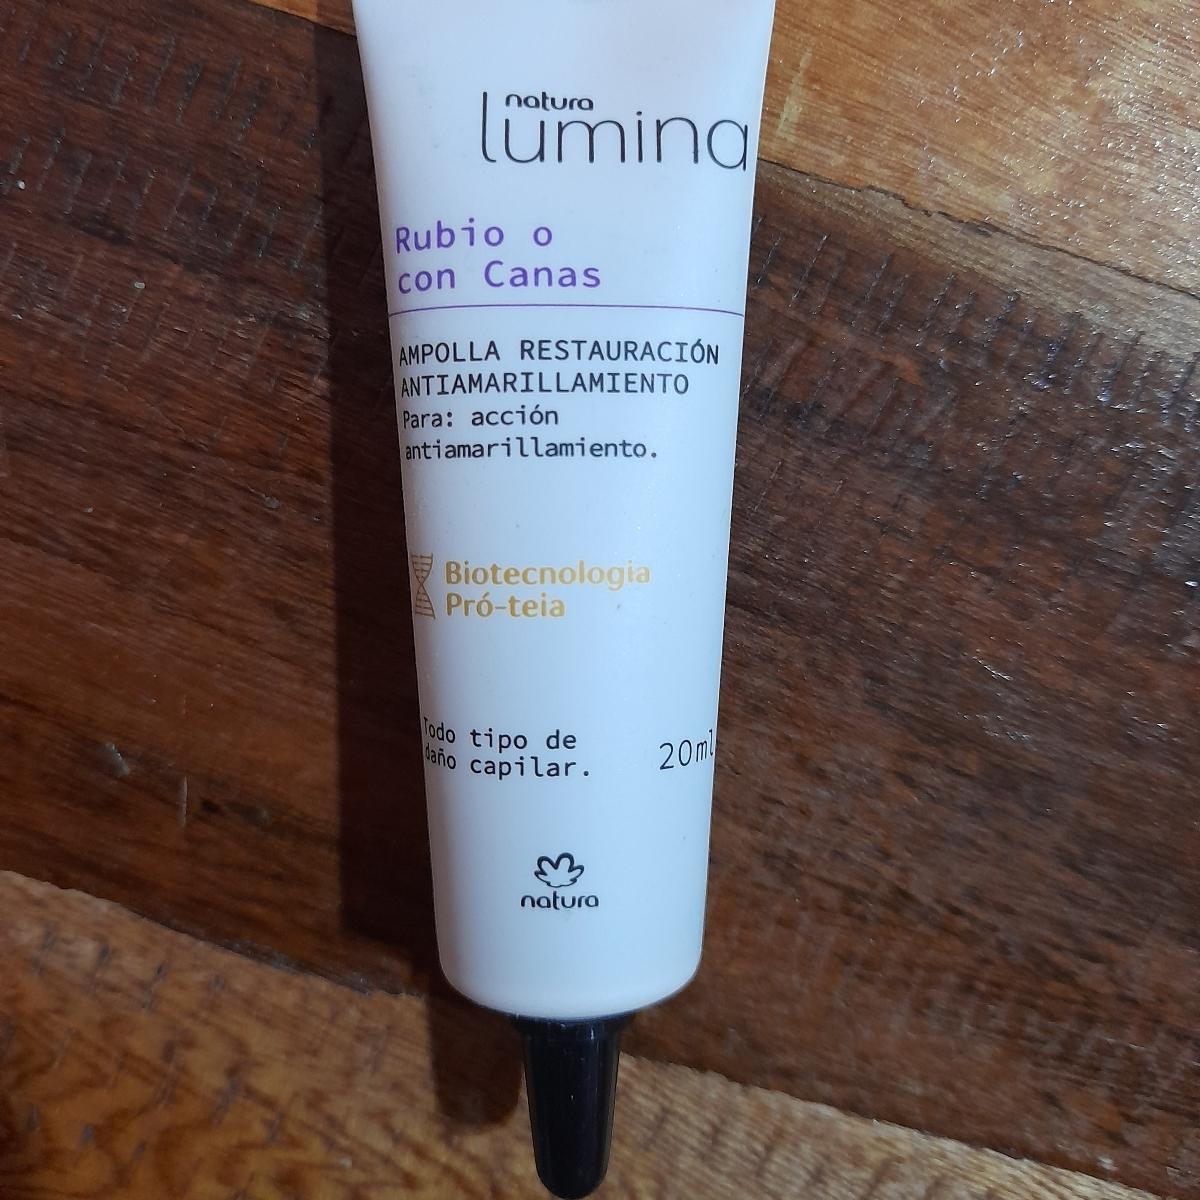 natura
lumina
Rubio o
con Canas
AMPOLLA RESTAURACIÓN
ANTIAMARILLAMIENTO
Para: acción
antiamarillamiento.
Biotecnologia
Pró-teia
Todo tipo de
daño capilar.
20ml
natura